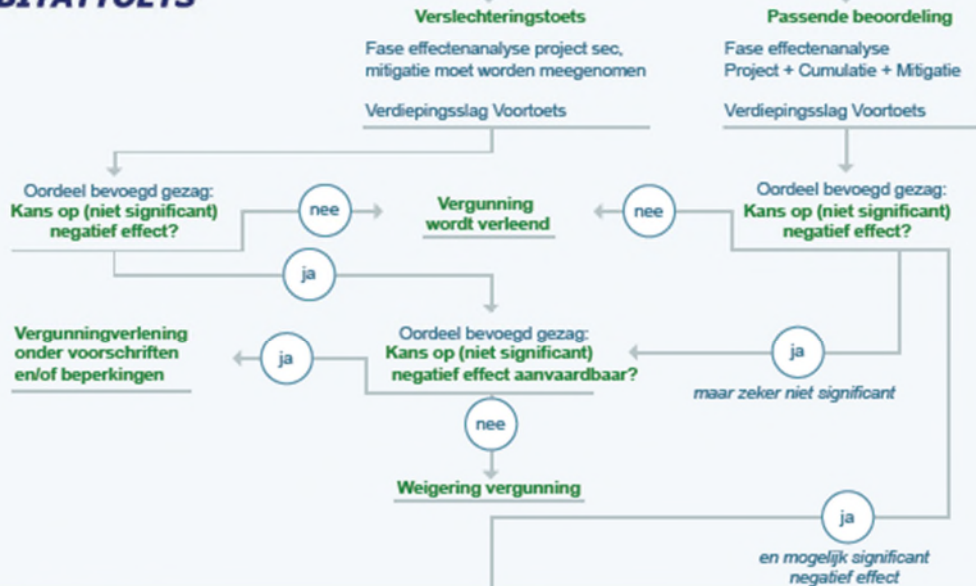 Verslechteringstoets
Fase effectenanalyse project sec,
mitigatie moet worden meegenomen
Verdiepingsslag Voortoets
Passende beoordeling
Fase effectenanalyse
Project + Cumulatie + Mitigatie
Verdiepingsslag Voortoets
Oordeel bevoegd gezag:
Kans op (niet significant)
negatief effect?
nee
Vergunning
wordt verleend
nee
Oordeel bevoegd gezag:
Kans op (niet significant)
negatief effect?
ja
Vergunningverlening
onder voorschriften
en/of beperkingen
ja
Oordeel bevoegd gezag:
Kans op (niet significant)
negatief effect aanvaardbaar?
ja
maar zeker niet significant
nee
Weigering vergunning
ja
en mogelijk significant
negatief effect